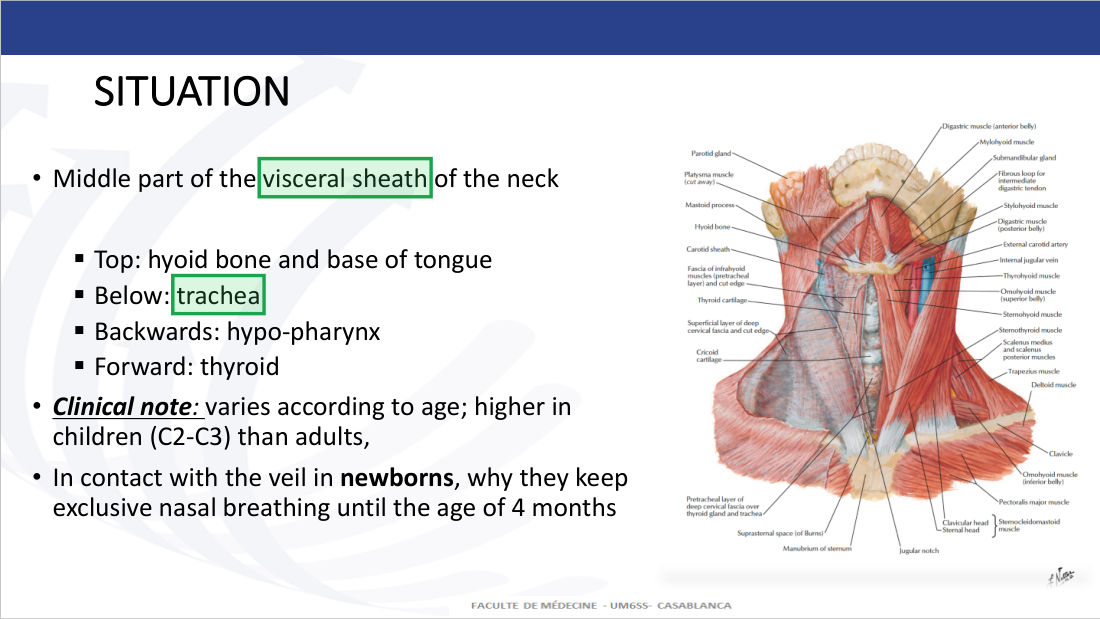 SITUATION
• Middle part of the visceral sheath of the neck
▪ Top: hyoid bone and base of tongue
▪ Below: trachea
▪ Backwards: hypo-pharynx
▪ Forward: thyroid
• Clinical note: varies according to age; higher in
children (C2-C3) than adults,
• In contact with the veil in newborns, why they keep
exclusive nasal breathing until the age of 4 months
Parotid gland
Platysma muscle
(cut away)
Mastoid process
Hyoid bone
Carotid sheath
Fascia of infrahyoid
muscles (pretracheal
layer) and cut edge
Thyroid cartilage
Superficial layer of deep
cervical fascia and cut edge
Cricoid
cartilage
Pretracheal layer of
deep cervical fascia over
thyroid gland and trachea
Suprasternal space (of Burns)
Manubrium of sternum
Digastric muscle (anterior belly)
Mylohyoid muscle
Submandibular gland
Fibrous loop for
intermediate
digastric tendon
Stylohyoid muscle
Digastric muscle
(posterior belly)
External carotid artery
Internal jugular vein
Thyrohyoid muscle
Omohyoid muscle
(superior belly)
Sternohyoid muscle
Sternothyroid muscle
Scalenus medius
and scalenus
posterior muscles
Trapezius muscle
Deltoid muscle
Clavicle
Omohyoid muscle
(inferior belly)
Pectoralis major muscle
Clavicular head
Sternal head
Sternocleidomastoid
muscle
Jugular notch
FACULTE DE MÉDECINE - UM6SS- CASABLANCA